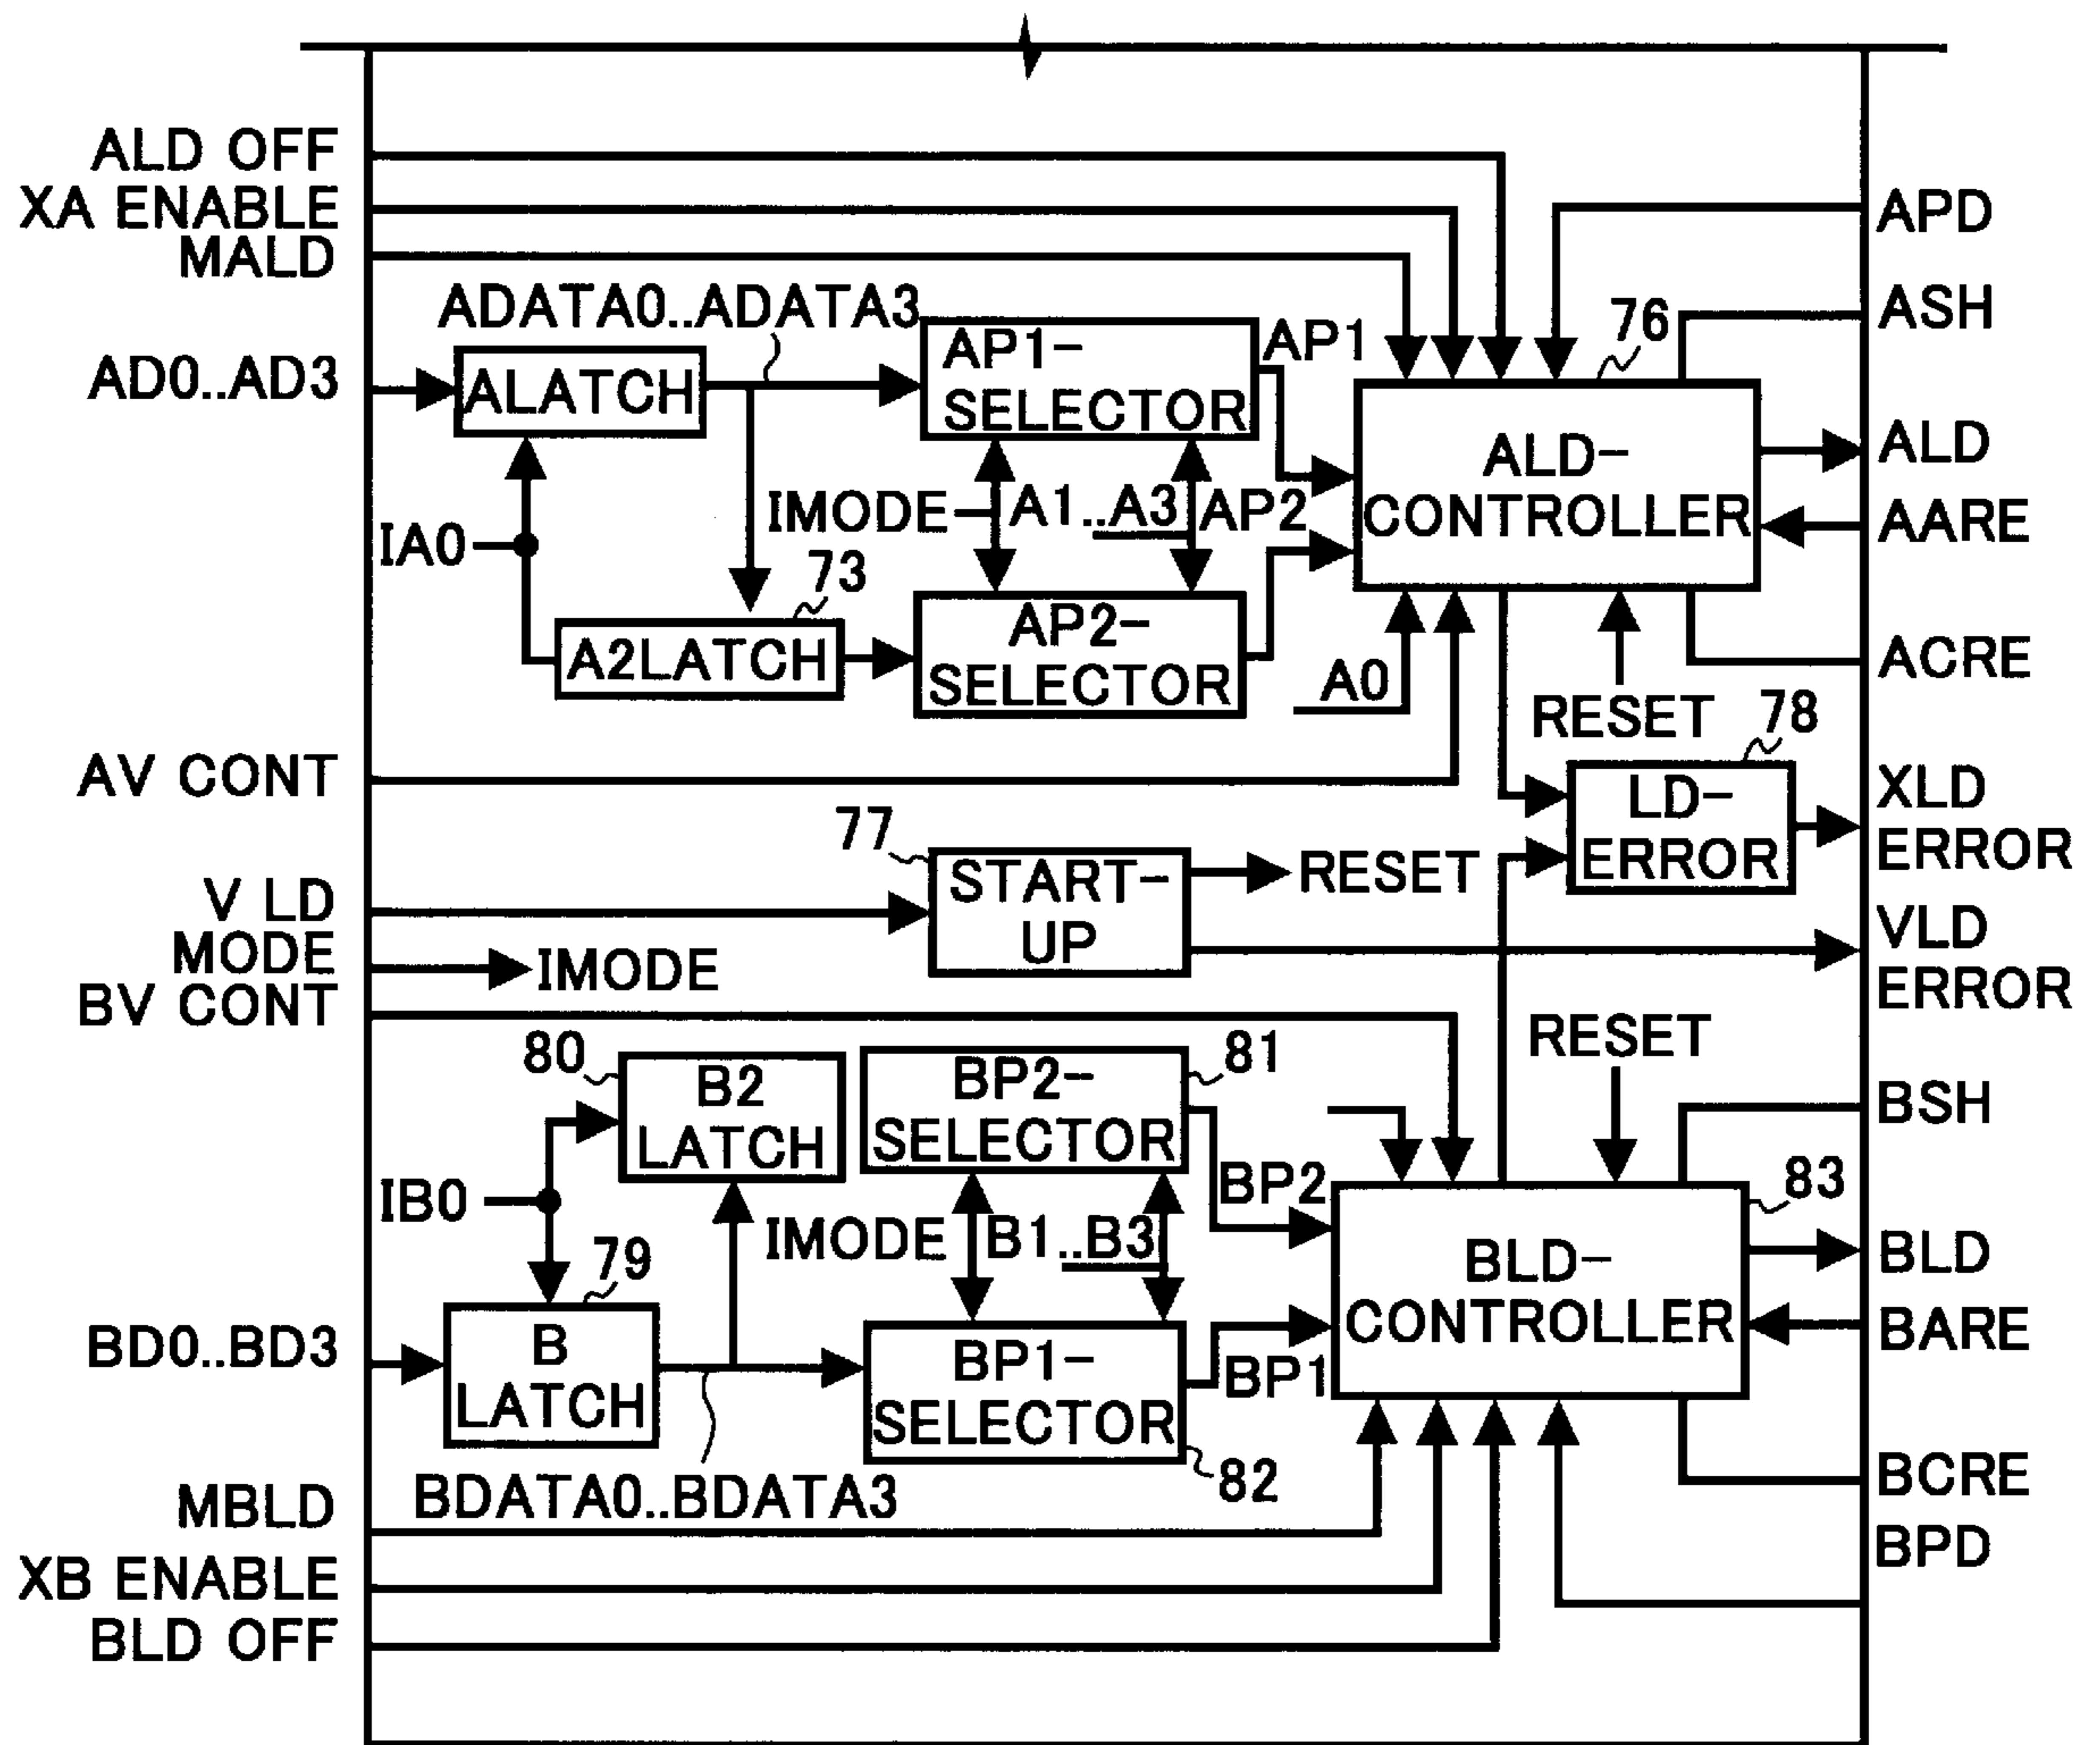 ALD OFF
XA ENABLE
MALD
APD
ASH
ADATA0..ADATA3
76
AD0..AD3
ALATCH
AP1-
SELECTOR
AP1
ALD-
CONTROLLER
ALD
AARE
IMODE
A1..A3
AP2
IA0
73
A2LATCH
AP2-
SELECTOR
A0
RESET
ACRE
78
AV CONT
LD-
ERROR
XLD
ERROR
77
START-
UP
RESET
V LD
MODE
IMODE
BV CONT
VLD
ERROR
RESET
80
B2
LATCH
BP2-
SELECTOR
81
BSH
IB0
IMODE
B1..B3
BP2
83
79
BLD-
CONTROLLER
BLD
BARE
BD0..BD3
B
LATCH
BP1-
SELECTOR
BP1
82
BDATA0..BDATA3
BCRE
MBLD
BPD
XB ENABLE
BLD OFF